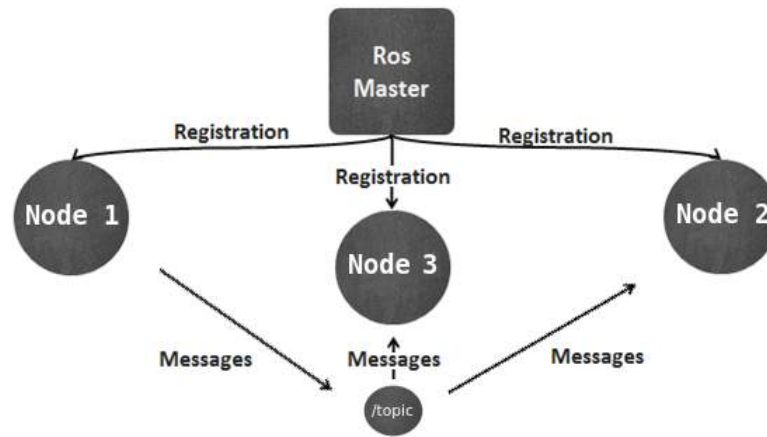 Ros
Master
Registration
Registration
Registration
Node 1
Node 2
Node 3
Messages
Messages
Messages
/topic